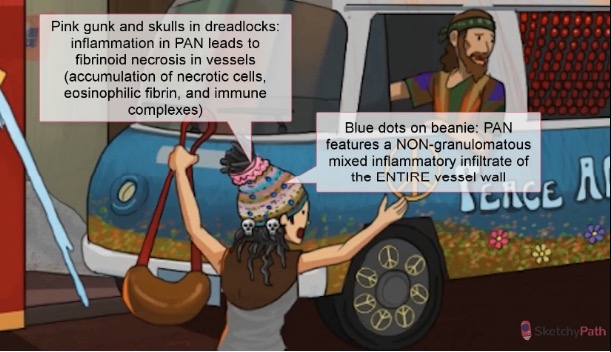 Pink gunk and skulls in dreadlocks:
inflammation in PAN leads to
fibrinoid necrosis in vessels
(accumulation of necrotic cells,
eosinophilic fibrin, and immune
complexes)
Blue dots on beanie: PAN
features a NON-granulomatous
mixed inflammatory infiltrate of
the ENTIRE vessel wall
PEACE A
SketchyPath